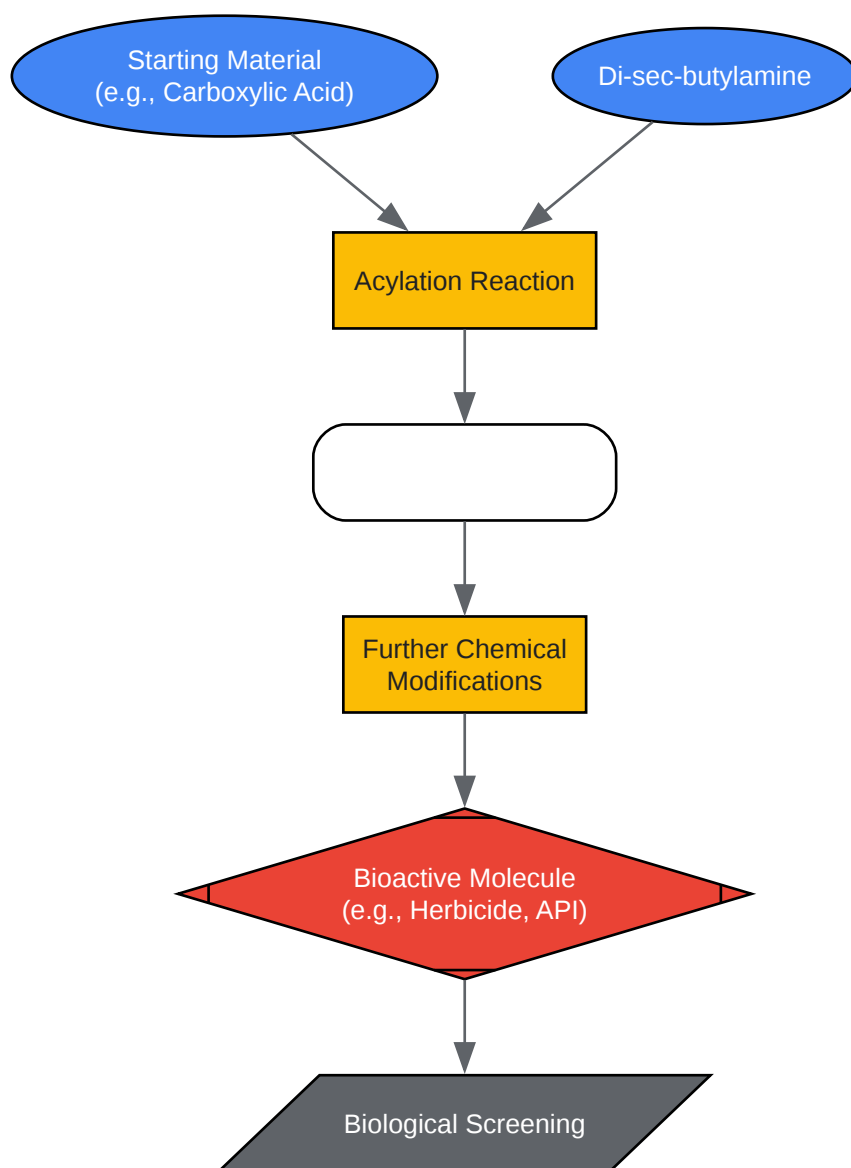 Starting Material
(e.g., Carboxylic Acid)
Di-sec-butylamine
Acylation Reaction
Further Chemical
Modifications
Bioactive Molecule
(e.g., Herbicide, API)
Biological Screening